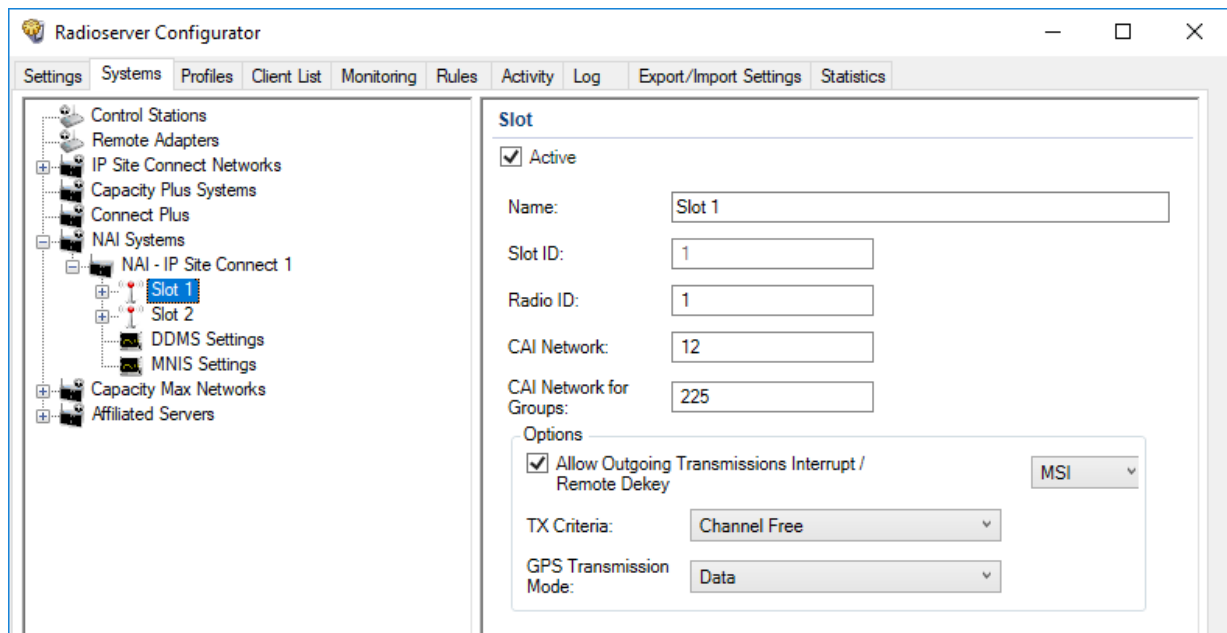 Radioserver Configurator
Settings Systems Profiles Client List Monitoring Rules Activity Log Export/Import Settings Statistics
Control Stations
Remote Adapters
IP Site Connect Networks
Capacity Plus Systems
Connect Plus
NAI Systems
NAI - IP Site Connect 1
Slot 1
Slot 2
DDMS Settings
MNIS Settings
Capacity Max Networks
Affiliated Servers
Slot
Active
Name: Slot 1
Slot ID: 1
Radio ID: 1
CAI Network: 12
CAI Network for
Groups: 225
Options
Allow Outgoing Transmissions Interrupt /
Remote Dekey MSI
TX Criteria: Channel Free
GPS Transmission
Mode: Data